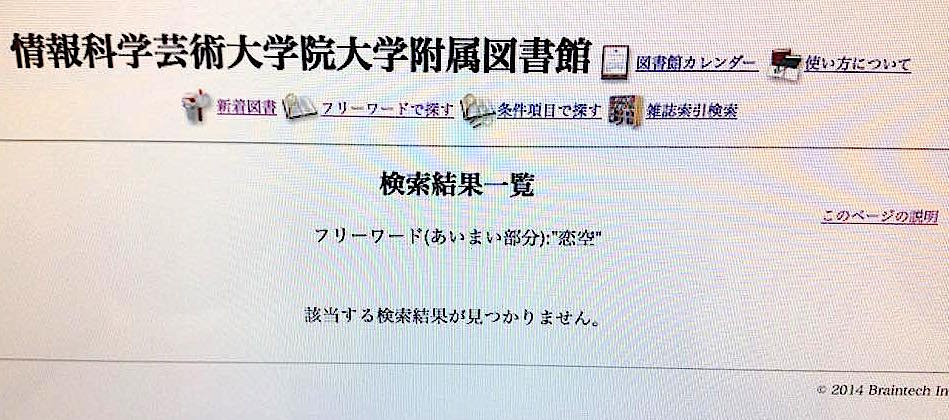 情報科学芸術大学院大学附属図書館 図書館カレンダー 使い方について
新着図書 フリーワードで探す 条件項目で探す 雑誌索引検索
検索結果一覧
このページの説明
フリーワード(あいまい部分):"恋空"
該当する検索結果が見つかりません。
© 2014 Braintech In